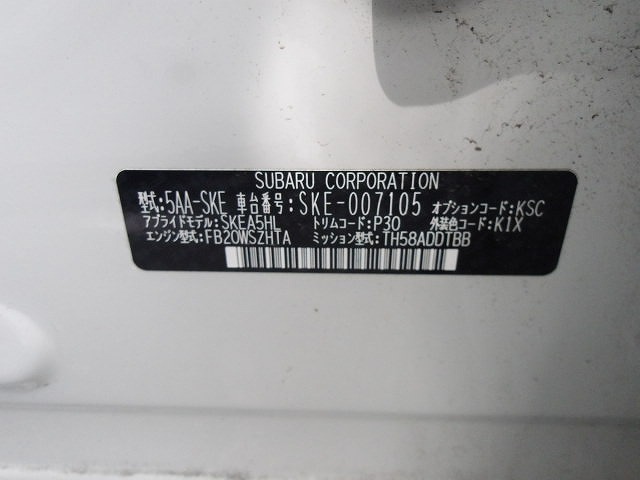 SUBARU CORPORATION
型式:5AA-SKE 車台番号:SKE-007105 オプションコード:KSC
アプライドモデル:SKEA5HL トリムコード:P30 外装色コード:K1X
エンジン型式:FB20WSZHTA ミッション型式:TH58ADDTBB